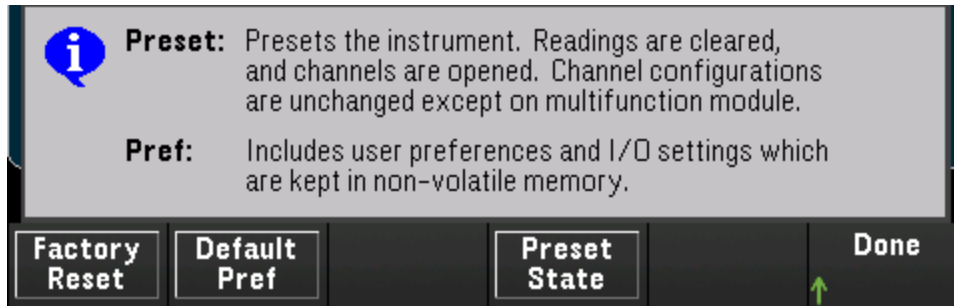 Preset: Presets the instrument. Readings are cleared,
and channels are opened. Channel configurations
are unchanged except on multifunction module.
Pref: Includes user preferences and I/O settings which
are kept in non-volatile memory.
Factory
Reset
Default
Pref
Preset
State
Done